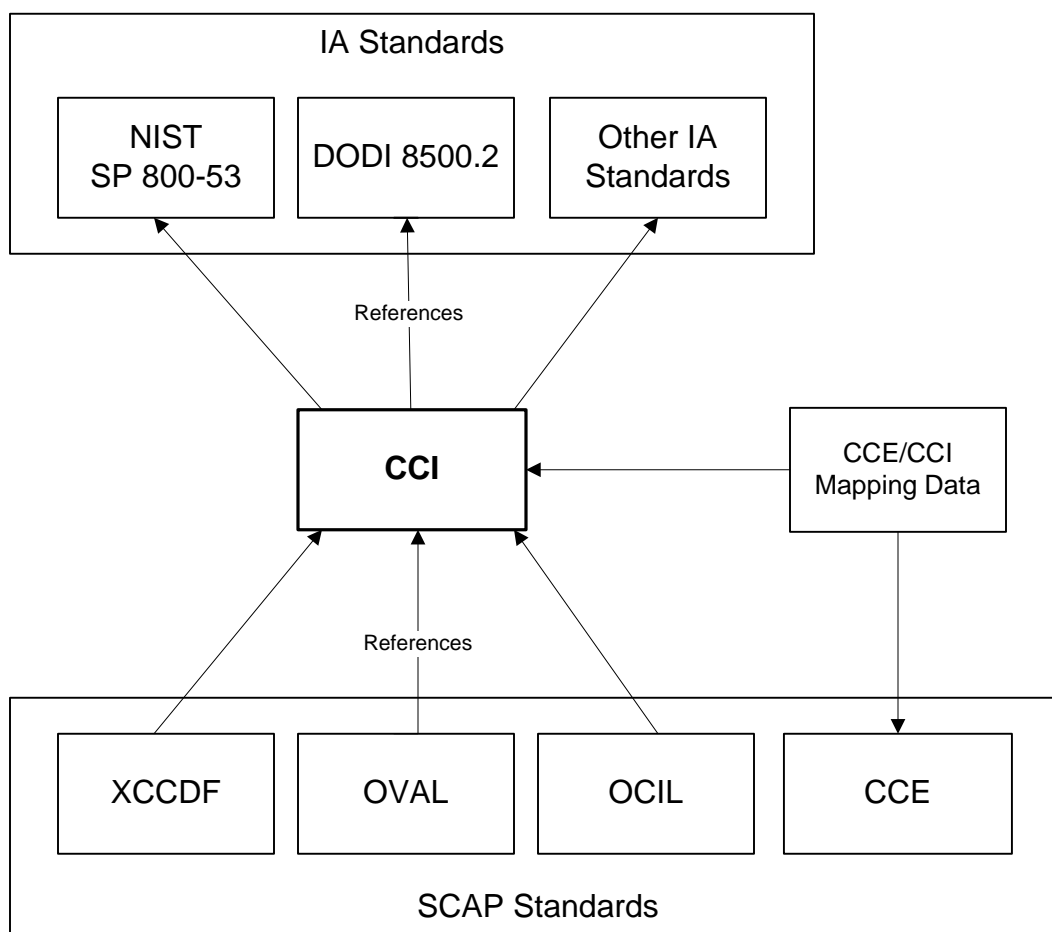 IA Standards
NIST
SP 800-53
DODI 8500.2
Other IA
Standards
References
CCI
CCE/CCI
Mapping Data
References
XCCDF
OVAL
OCIL
CCE
SCAP Standards